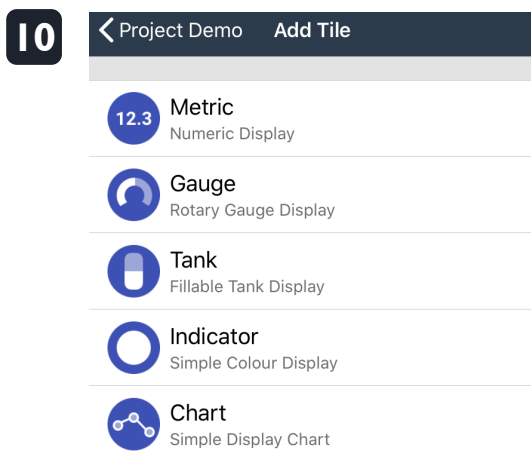 10
Project Demo Add Tile
12.3
Metric
Numeric Display
Gauge
Rotary Gauge Display
Tank
Fillable Tank Display
Indicator
Simple Colour Display
Chart
Simple Display Chart